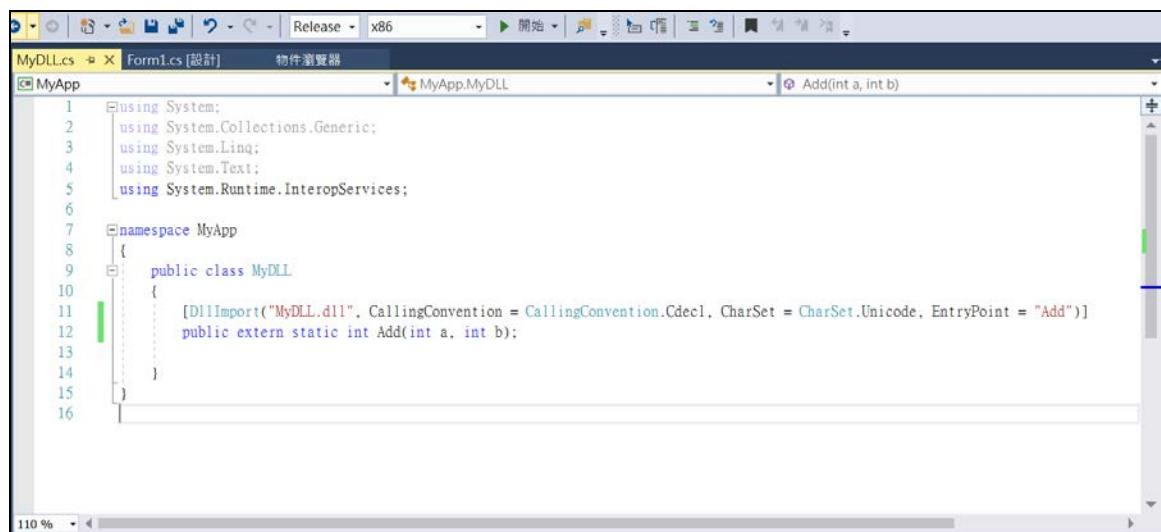 Release x86 開始
MyDLL.cs Form1.cs [設計] 物件瀏覽器
C# MyApp MyApp.MyDLL Add(int a, int b)
1 using System;
2 using System.Collections.Generic;
3 using System.Linq;
4 using System.Text;
5 using System.Runtime.InteropServices;
6
7 namespace MyApp
8 {
9 public class MyDLL
10 {
11 [DllImport("MyDLL.dll", CallingConvention = CallingConvention.Cdecl, CharSet = CharSet.Unicode, EntryPoint = "Add")]
12 public extern static int Add(int a, int b);
13
14 }
15 }
16
110 %